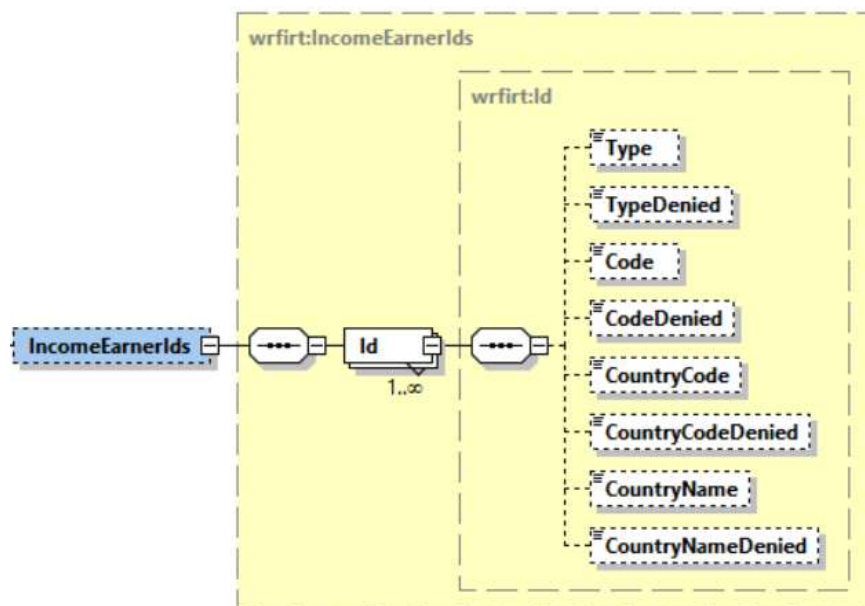 wrfirt:IncomeEarnerIds
wrfirt:Id
Type
TypeDenied
Code
CodeDenied
IncomeEarnerIds
Id
1..∞
CountryCode
CountryCodeDenied
CountryName
CountryNameDenied